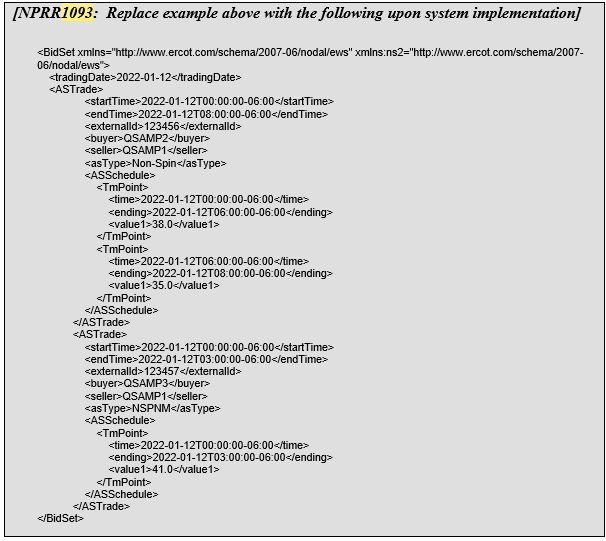 [NPRR1093:  Replace example above with the following upon system implementation]
<BidSet xmlns="http://www.ercot.com/schema/2007-06/nodal/ews" xmlns:ns2="http://www.ercot.com/schema/2007-
06/nodal/ews">
<tradingDate>2022-01-12</tradingDate>
<ASTrade>
<startTime>2022-01-12T00:00:00-06:00</startTime>
<endTime>2022-01-12T08:00:00-06:00</endTime>
<externalId>123456</externalId>
<buyer>QSAMP2</buyer>
<seller>QSAMP1</seller>
<asType>Non-Spin</asType>
<ASSchedule>
<TmPoint>
<time>2022-01-12T00:00:00-06:00</time>
<ending>2022-01-12T06:00:00-06:00</ending>
<value1>38.0</value1>
</TmPoint>
<TmPoint>
<time>2022-01-12T06:00:00-06:00</time>
<ending>2022-01-12T08:00:00-06:00</ending>
<value1>35.0</value1>
</TmPoint>
</ASSchedule>
</ASTrade>
<ASTrade>
<startTime>2022-01-12T00:00:00-06:00</startTime>
<endTime>2022-01-12T03:00:00-06:00</endTime>
<externalId>123457</externalId>
<buyer>QSAMP3</buyer>
<seller>QSAMP1</seller>
<asType>NSPNM</asType>
<ASSchedule>
<TmPoint>
<time>2022-01-12T00:00:00-06:00</time>
<ending>2022-01-12T03:00:00-06:00</ending>
<value1>41.0</value1>
</TmPoint>
</ASSchedule>
</ASTrade>
</BidSet>